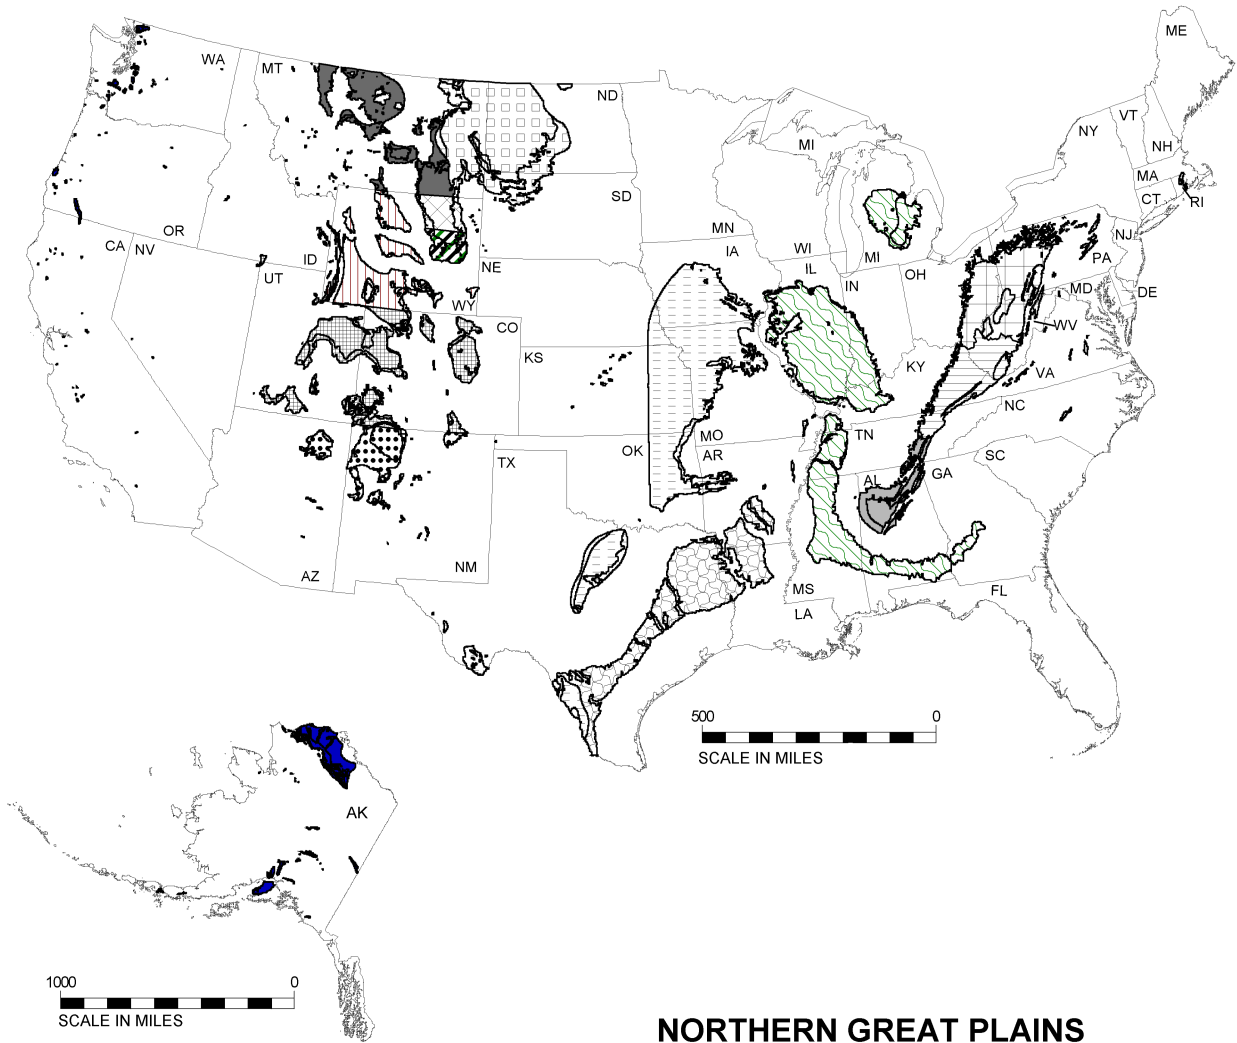 ME
WA
MT
ND
VT
NY
NH
MI
MA
SD
CT
RI
MN
OR
NJ
CA
NV
IA
WI
MI
PA
ID
NE
IL
OH
UT
IN
MD
DE
WY
CO
WV
KS
KY
VA
NC
MO
TN
OK
AR
SC
TX
GA
AL
NM
AZ
MS
FL
LA
500
0
SCALE IN MILES
AK
1000
0
SCALE IN MILES
NORTHERN GREAT PLAINS